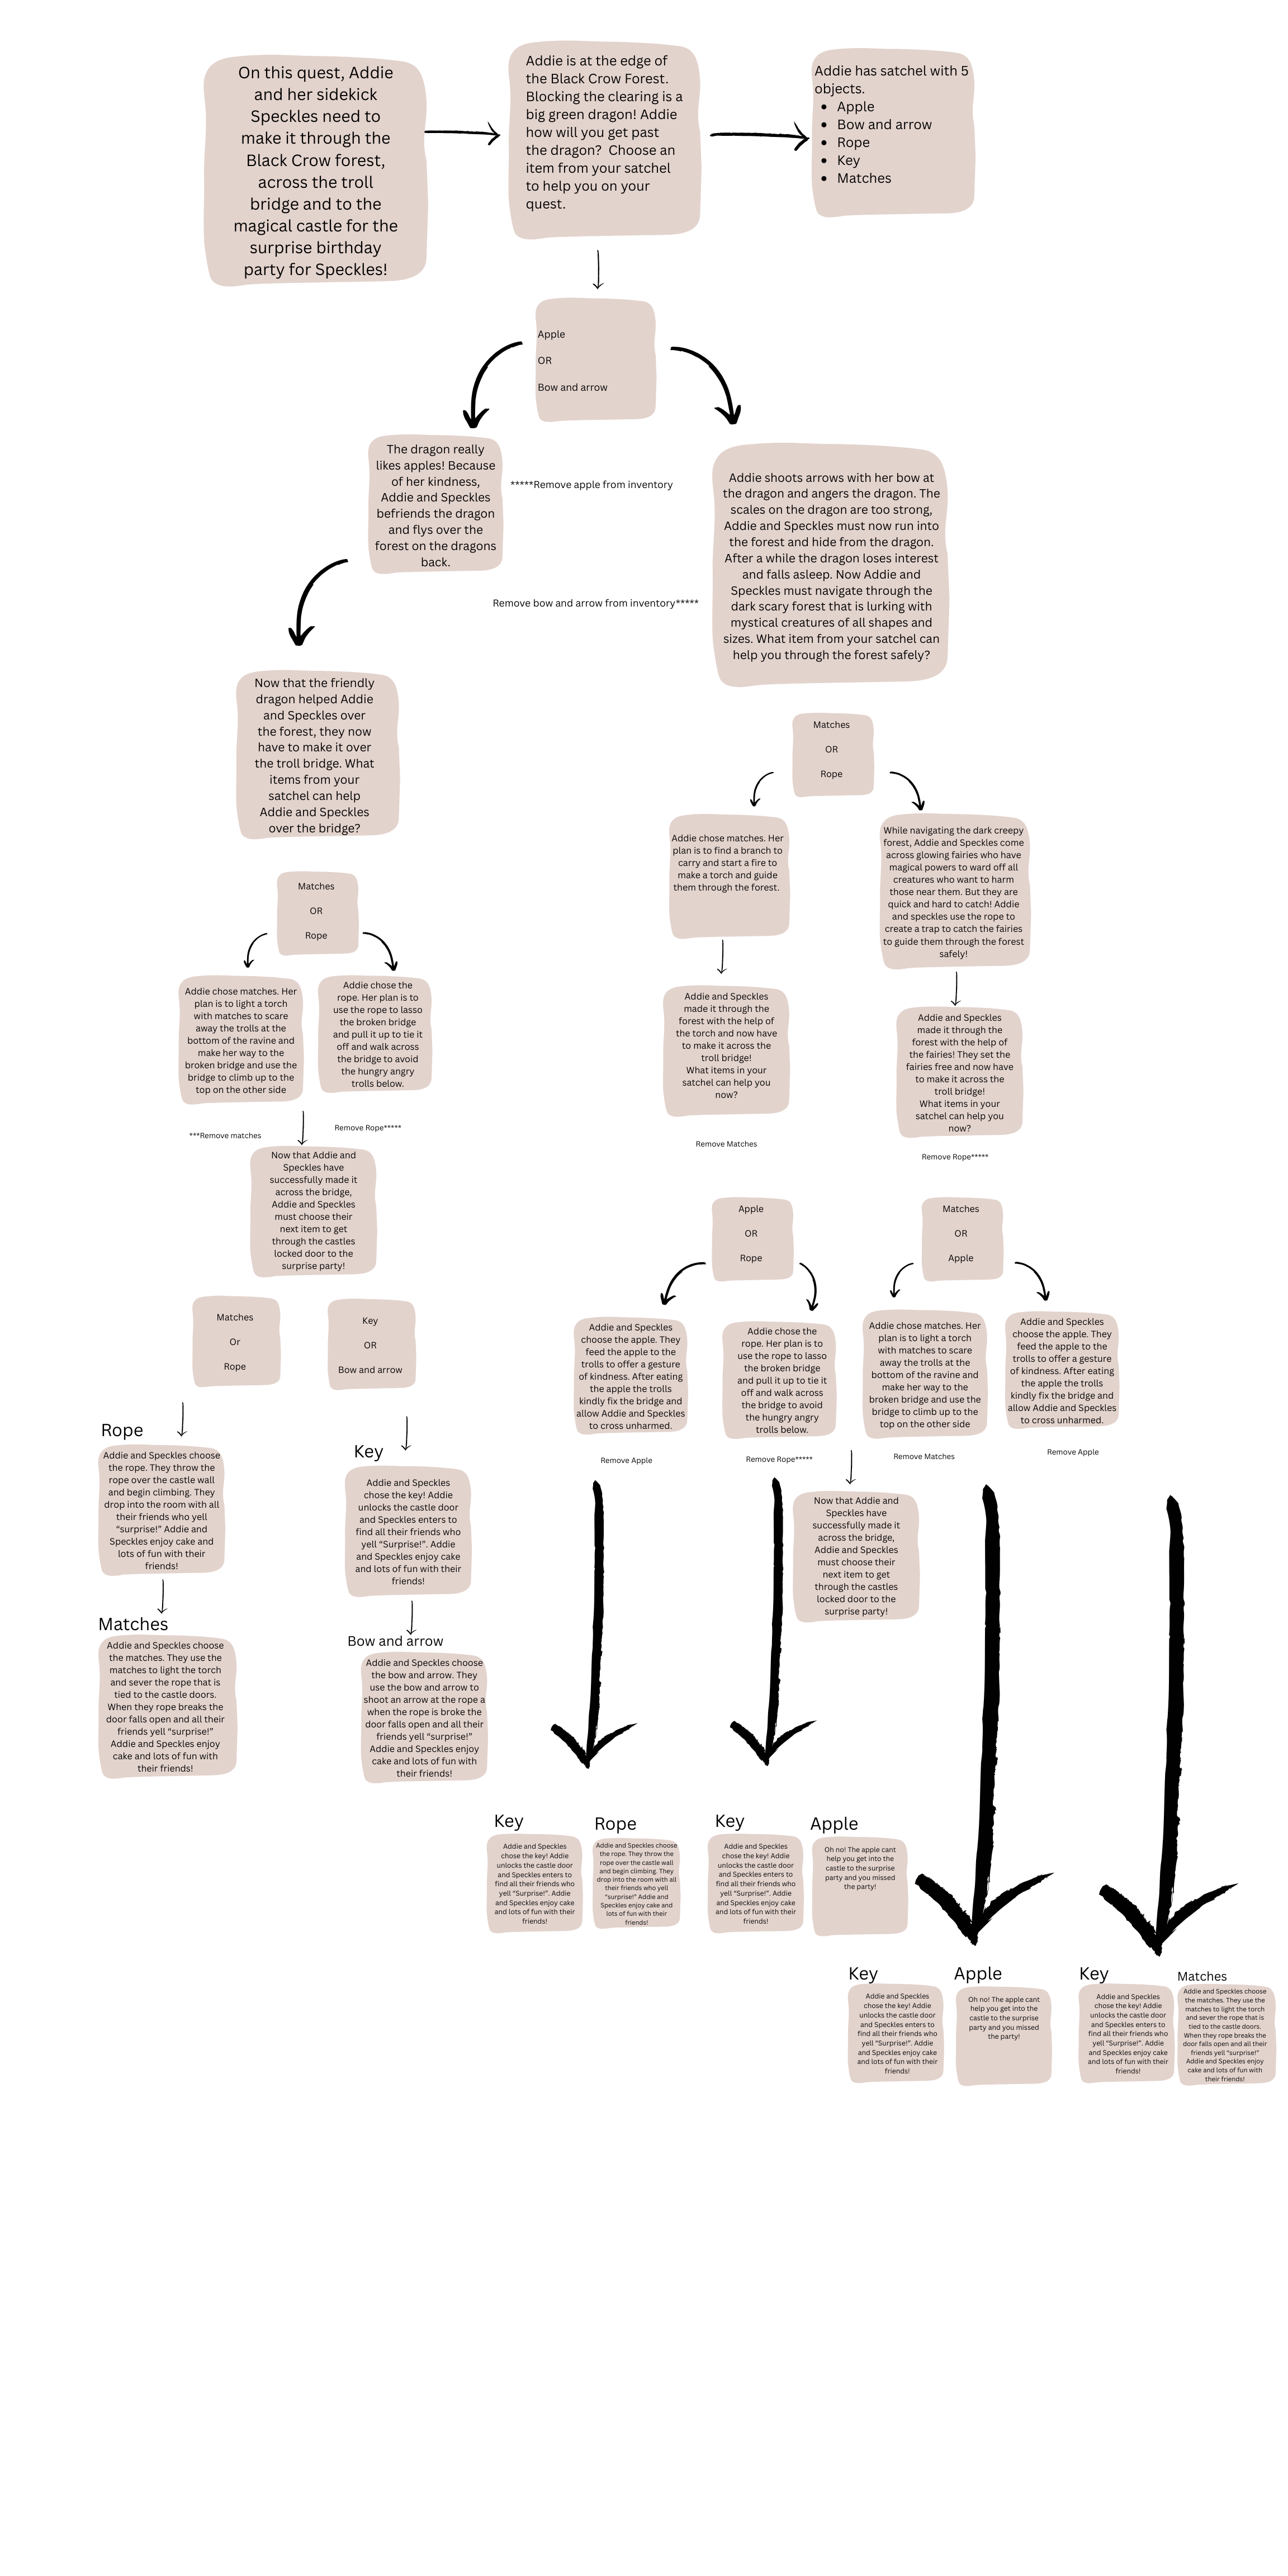 On this quest, Addie
and her sidekick
Speckles need to
make it through the
Black Crow forest,
across the troll
bridge and to the
magical castle for the
surprise birthday
party for Speckles!
Addie is at the edge of
the Black Crow Forest.
Blocking the clearing is a
big green dragon! Addie
how will you get past
the dragon? Choose an
item from your satchel
to help you on your
quest.
Addie has satchel with 5
objects.
• Apple
• Bow and arrow
• Rope
• Key
• Matches
Apple
OR
Bow and arrow
The dragon really
likes apples! Because
of her kindness,
Addie and Speckles
befriends the dragon
and flys over the
forest on the dragons
back.
*****Remove apple from inventory
Remove bow and arrow from inventory*****
Addie shoots arrows with her bow at
the dragon and angers the dragon. The
scales on the dragon are too strong,
Addie and Speckles must now run into
the forest and hide from the dragon.
After a while the dragon loses interest
and falls asleep. Now Addie and
Speckles must navigate through the
dark scary forest that is lurking with
mystical creatures of all shapes and
sizes. What item from your satchel can
help you through the forest safely?
Now that the friendly
dragon helped Addie
and Speckles over
the forest, they now
have to make it over
the troll bridge. What
items from your
satchel can help
Addie and Speckles
over the bridge?
Matches
OR
Rope
Addie chose matches. Her
plan is to light a torch
with matches to scare
away the trolls at the
bottom of the ravine and
make her way to the
broken bridge and use the
bridge to climb up to the
top on the other side
Addie chose the
rope. Her plan is to
use the rope to lasso
the broken bridge
and pull it up to tie it
off and walk across
the bridge to avoid
the hungry angry
trolls below.
***Remove matches
Remove Rope*****
Now that Addie and
Speckles have
successfully made it
across the bridge,
Addie and Speckles
must choose their
next item to get
through the castles
locked door to the
surprise party!
Matches
Or
Rope
Key
OR
Bow and arrow
Rope
Addie and Speckles choose
the rope. They throw the
rope over the castle wall
and begin climbing. They
drop into the room with all
their friends who yell
“surprise!” Addie and
Speckles enjoy cake and
lots of fun with their
friends!
Matches
Addie and Speckles choose
the matches. They use the
matches to light the torch
and sever the rope that is
tied to the castle doors.
When they rope breaks the
door falls open and all their
friends yell “surprise!”
Addie and Speckles enjoy
cake and lots of fun with
their friends!
Key
Addie and Speckles
chose the key! Addie
unlocks the castle door
and Speckles enters to
find all their friends who
yell “Surprise!”. Addie
and Speckles enjoy cake
and lots of fun with their
friends!
Bow and arrow
Addie and Speckles choose
the bow and arrow. They
use the bow and arrow to
shoot an arrow at the rope a
when the rope is broke the
door falls open and all their
friends yell “surprise!”
Addie and Speckles enjoy
cake and lots of fun with
their friends!
Matches
OR
Rope
Addie chose matches. Her
plan is to find a branch to
carry and start a fire to
make a torch and guide
them through the forest.
While navigating the dark creepy
forest, Addie and Speckles come
across glowing fairies who have
magical powers to ward off all
creatures who want to harm
those near them. But they are
quick and hard to catch! Addie
and speckles use the rope to
create a trap to catch the fairies
to guide them through the forest
safely!
Addie and Speckles
made it through the
forest with the help of
the torch and now have
to make it across the
troll bridge!
What items in your
satchel can help you
now?
Addie and Speckles
made it through the
forest with the help of
the fairies! They set the
fairies free and now have
to make it across the
troll bridge!
What items in your
satchel can help you
now?
Remove Matches
Remove Rope*****
Apple
OR
Rope
Matches
OR
Apple
Addie and Speckles
choose the apple. They
feed the apple to the
trolls to offer a gesture
of kindness. After eating
the apple the trolls
kindly fix the bridge and
allow Addie and Speckles
to cross unharmed.
Addie chose the
rope. Her plan is to
use the rope to lasso
the broken bridge
and pull it up to tie it
off and walk across
the bridge to avoid
the hungry angry
trolls below.
Addie chose matches. Her
plan is to light a torch
with matches to scare
away the trolls at the
bottom of the ravine and
make her way to the
broken bridge and use the
bridge to climb up to the
top on the other side
Addie and Speckles
choose the apple. They
feed the apple to the
trolls to offer a gesture
of kindness. After eating
the apple the trolls
kindly fix the bridge and
allow Addie and Speckles
to cross unharmed.
Remove Apple
Remove Rope*****
Remove Matches
Remove Apple
Now that Addie and
Speckles have
successfully made it
across the bridge,
Addie and Speckles
must choose their
next item to get
through the castles
locked door to the
surprise party!
Key
Addie and Speckles
chose the key! Addie
unlocks the castle door
and Speckles enters to
find all their friends who
yell “Surprise!”. Addie
and Speckles enjoy cake
and lots of fun with their
friends!
Rope
Addie and Speckles choose
the rope. They throw the
rope over the castle wall
and begin climbing. They
drop into the room with all
their friends who yell
“surprise!” Addie and
Speckles enjoy cake and
lots of fun with their
friends!
Key
Addie and Speckles
chose the key! Addie
unlocks the castle door
and Speckles enters to
find all their friends who
yell “Surprise!”. Addie
and Speckles enjoy cake
and lots of fun with their
friends!
Apple
Oh no! The apple cant
help you get into the
castle to the surprise
party and you missed
the party!
Key
Addie and Speckles
chose the key! Addie
unlocks the castle door
and Speckles enters to
find all their friends who
yell “Surprise!”. Addie
and Speckles enjoy cake
and lots of fun with their
friends!
Apple
Oh no! The apple cant
help you get into the
castle to the surprise
party and you missed
the party!
Key
Addie and Speckles
chose the key! Addie
unlocks the castle door
and Speckles enters to
find all their friends who
yell “Surprise!”. Addie
and Speckles enjoy cake
and lots of fun with their
friends!
Matches
Addie and Speckles choose
the matches. They use the
matches to light the torch
and sever the rope that is
tied to the castle doors.
When they rope breaks the
door falls open and all their
friends yell “surprise!”
Addie and Speckles enjoy
cake and lots of fun with
their friends!